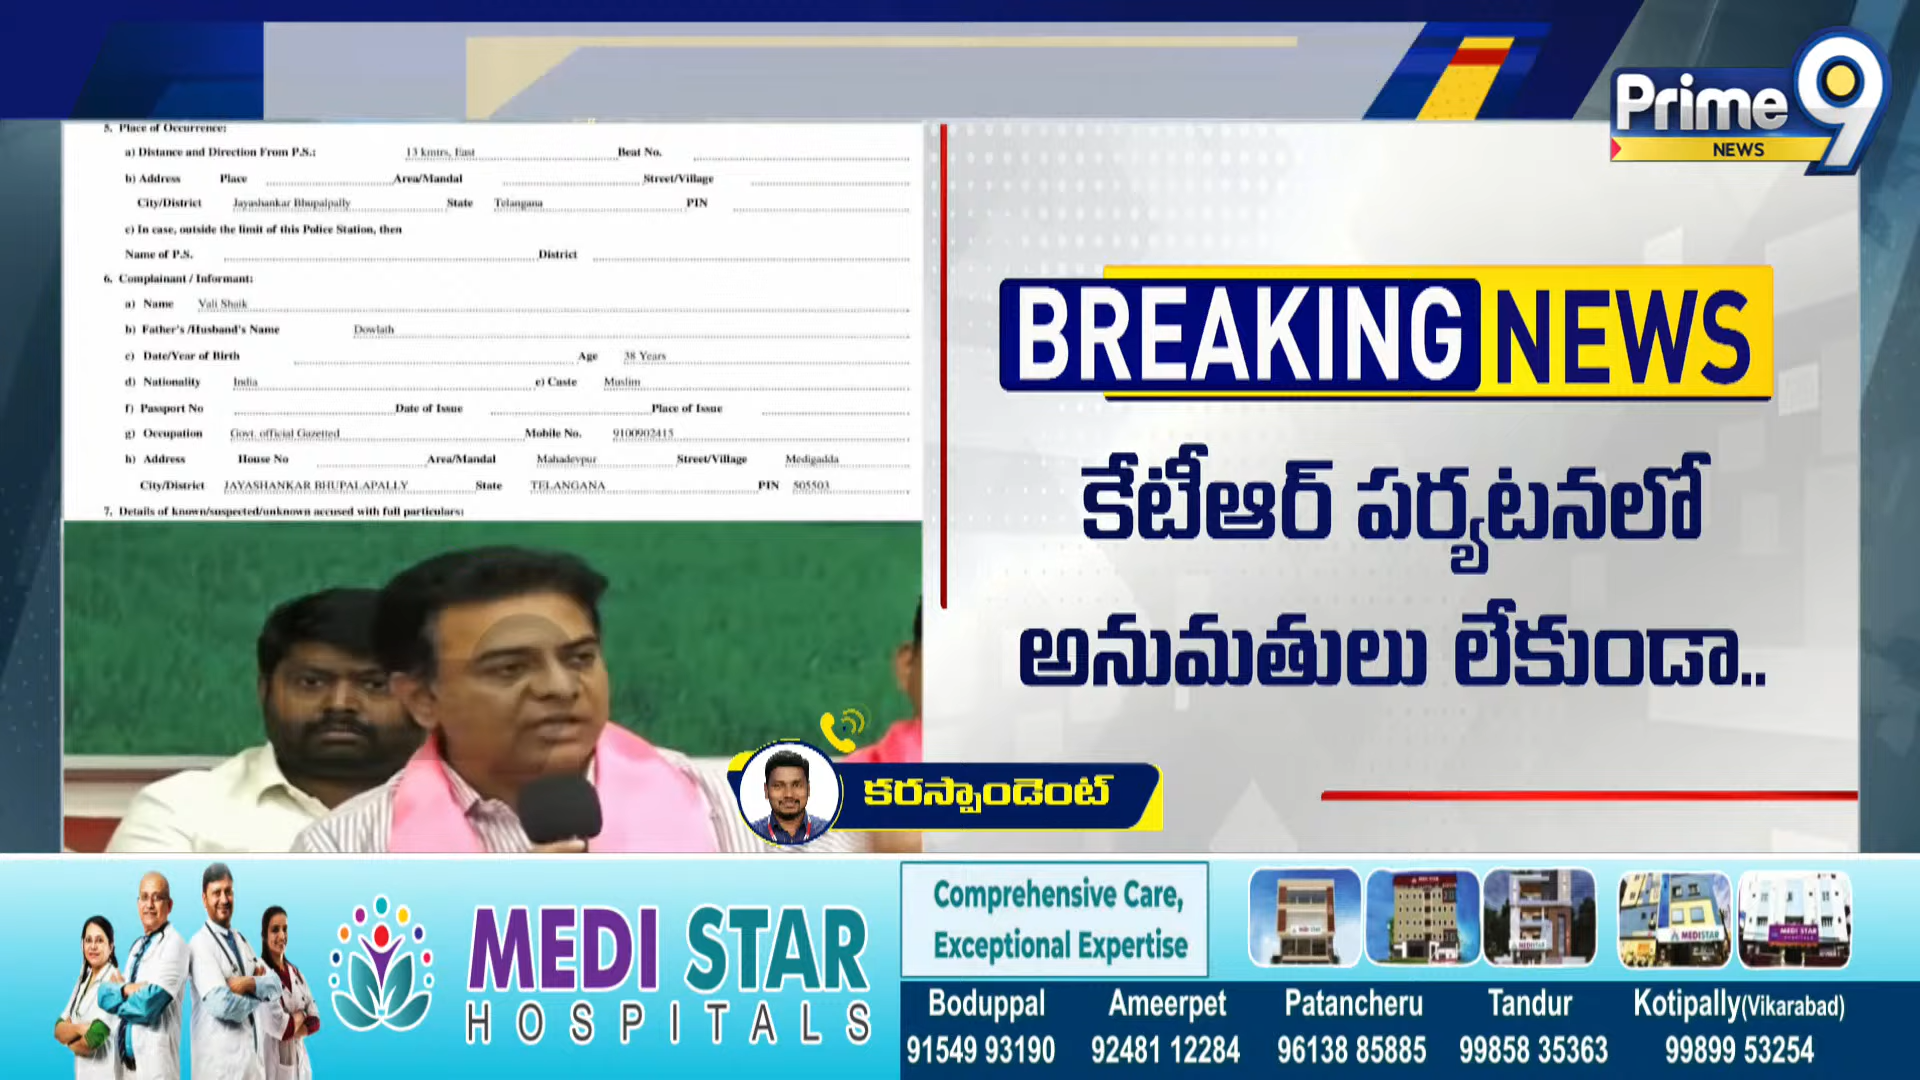 Prime 9
NEWS
5. Place of Occurrence:
a) Distance and Direction From P.S.: 13 kmtrs, East Beat No.
b) Address Place Area/Mandal Street/Village
City/District Jayashankar Bhupalpally State Telangana PIN
c) In case, outside the limit of this Police Station, then
Name of P.S. District
6. Complainant / Informant:
a) Name Vali Shaik
b) Father's /Husband's Name Dowlath
c) Date/Year of Birth Age 38 Years
d) Nationality India e) Caste Muslim
f) Passport No Date of Issue Place of Issue
g) Occupation Govt. official Gazetted Mobile No. 9100902415
h) Address House No Area/Mandal Mahadevpur Street/Village Medigadda
City/District JAYASHANKAR BHUPALAPALLY State TELANGANA PIN 505503
7. Details of known/suspected/unknown accused with full particulars:
BREAKING NEWS
కేటీఆర్ పర్యటనలో
అనుమతులు లేకుండా..
కరస్పాండెంట్
MEDI STAR
HOSPITALS
Comprehensive Care,
Exceptional Expertise
Boduppal Ameerpet Patancheru Tandur Kotipally(Vikarabad)
91549 93190 92481 12284 96138 85885 99858 35363 99899 53254